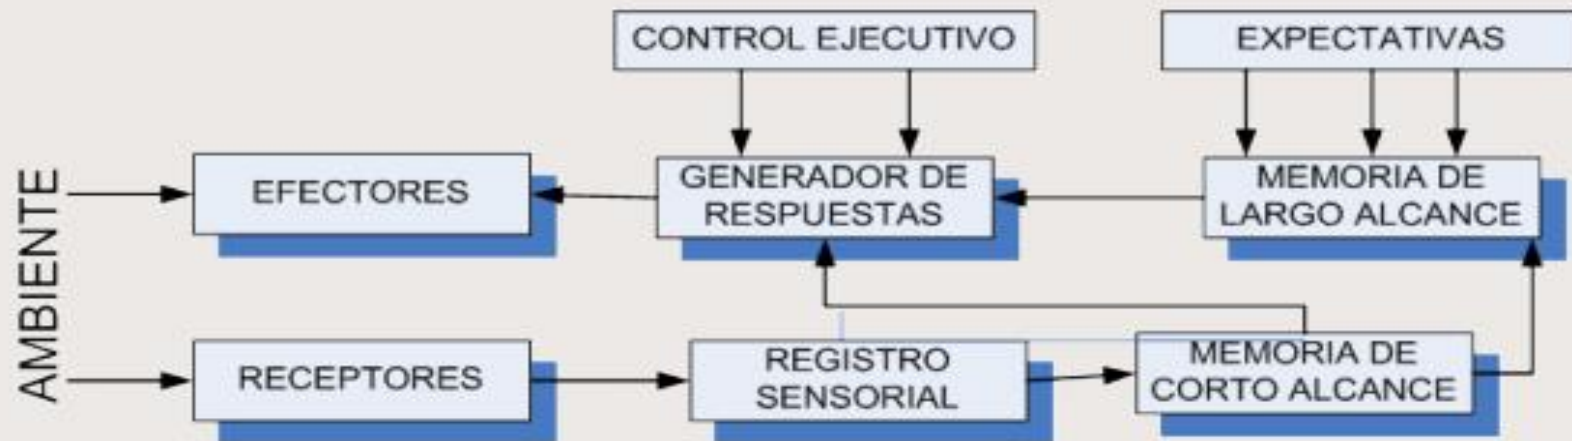 CONTROL EJECUTIVO
EXPECTATIVAS
AMBIENTE
EFECTORES
GENERADOR DE
RESPUESTAS
MEMORIA DE
LARGO ALCANCE
RECEPTORES
REGISTRO
SENSORIAL
MEMORIA DE
CORTO ALCANCE